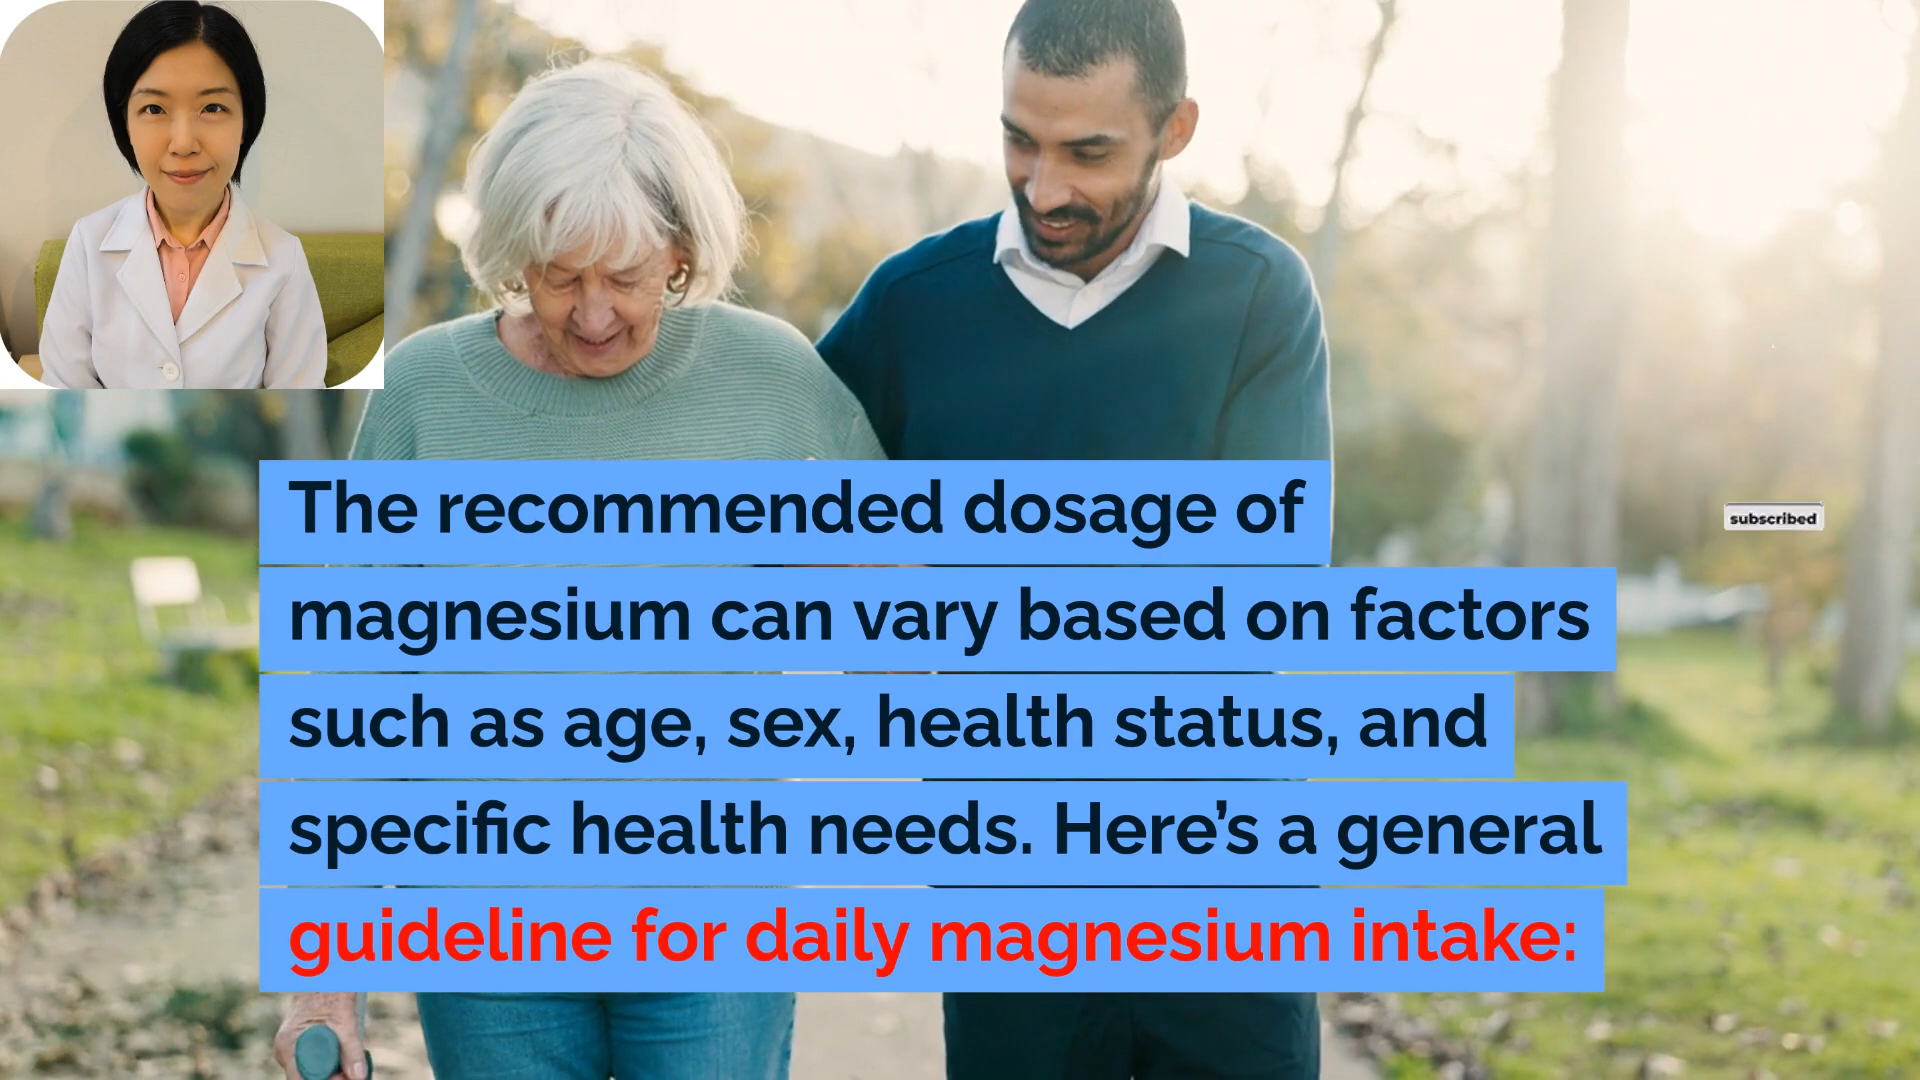 The recommended dosage of
magnesium can vary based on factors
such as age, sex, health status, and
specific health needs. Here’s a general
guideline for daily magnesium intake:
subscribed